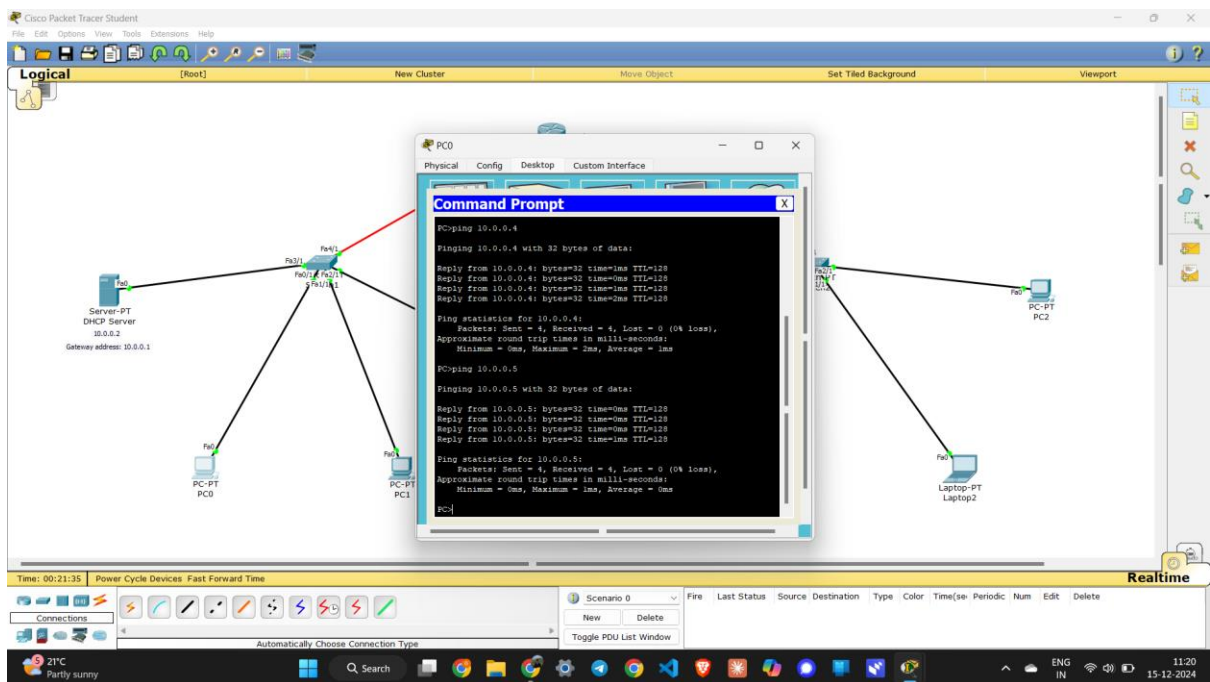 Cisco Packet Tracer Student
File Edit Options View Tools Extensions Help
Logical [Root] New Cluster Move Object Set Tiled Background Viewport
PC0
Physical Config Desktop Custom Interface
Command Prompt X
PC>ping 10.0.0.4
Pinging 10.0.0.4 with 32 bytes of data:
Reply from 10.0.0.4: bytes=32 time=1ms TTL=128
Reply from 10.0.0.4: bytes=32 time=0ms TTL=128
Reply from 10.0.0.4: bytes=32 time=1ms TTL=128
Reply from 10.0.0.4: bytes=32 time=2ms TTL=128
Ping statistics for 10.0.0.4:
Packets: Sent = 4, Received = 4, Lost = 0 (0% loss),
Approximate round trip times in milli-seconds:
Minimum = 0ms, Maximum = 2ms, Average = 1ms
PC>ping 10.0.0.5
Pinging 10.0.0.5 with 32 bytes of data:
Reply from 10.0.0.5: bytes=32 time=0ms TTL=128
Reply from 10.0.0.5: bytes=32 time=0ms TTL=128
Reply from 10.0.0.5: bytes=32 time=0ms TTL=128
Reply from 10.0.0.5: bytes=32 time=1ms TTL=128
Ping statistics for 10.0.0.5:
Packets: Sent = 4, Received = 4, Lost = 0 (0% loss),
Approximate round trip times in milli-seconds:
Minimum = 0ms, Maximum = 1ms, Average = 0ms
PC>
Fa4/1
Fa3/1
Fa0/1 Fa2/1
Fa1/1
Fa0
Server-PT
DHCP Server
10.0.0.2
Gateway address: 10.0.0.1
Fa0
PC-PT
PC0
Fa0
PC-PT
PC1
Fa2/1
Fa0
PC-PT
PC2
Fa0
Laptop-PT
Laptop2
Time: 00:21:35 Power Cycle Devices Fast Forward Time Realtime
Connections
Automatically Choose Connection Type
Scenario 0
New Delete
Toggle PDU List Window
Fire Last Status Source Destination Type Color Time(se Periodic Num Edit Delete
5
21°C
Partly sunny
Search
ENG
IN
11:20
15-12-2024